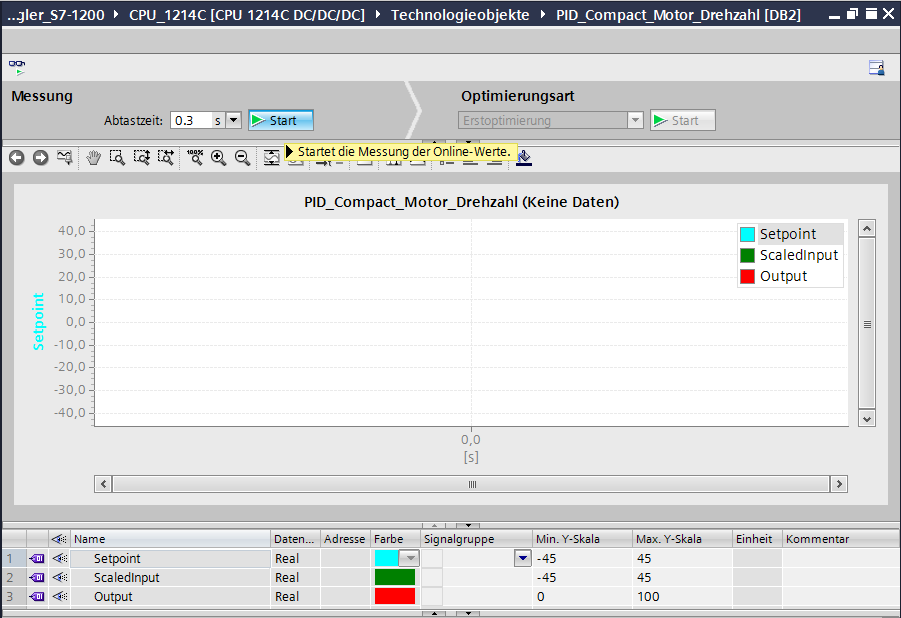 ...gler_S7-1200 CPU_1214C [CPU 1214C DC/DC/DC] Technologieobjekte PID_Compact_Motor_Drehzahl [DB2]
Messung
Optimierungsart
Abtastzeit: 0.3 s Start
Erstoptimierung Start
100%
Startet die Messung der Online-Werte.
PID_Compact_Motor_Drehzahl (Keine Daten)
Setpoint
ScaledInput
Output
40,0
30,0
20,0
10,0
0,0
-10,0
-20,0
-30,0
-40,0
Setpoint
0,0
[s]
Name Daten... Adresse Farbe Signalgruppe Min. Y-Skala Max. Y-Skala Einheit Kommentar
1 Setpoint Real -45 45
2 ScaledInput Real -45 45
3 Output Real 0 100